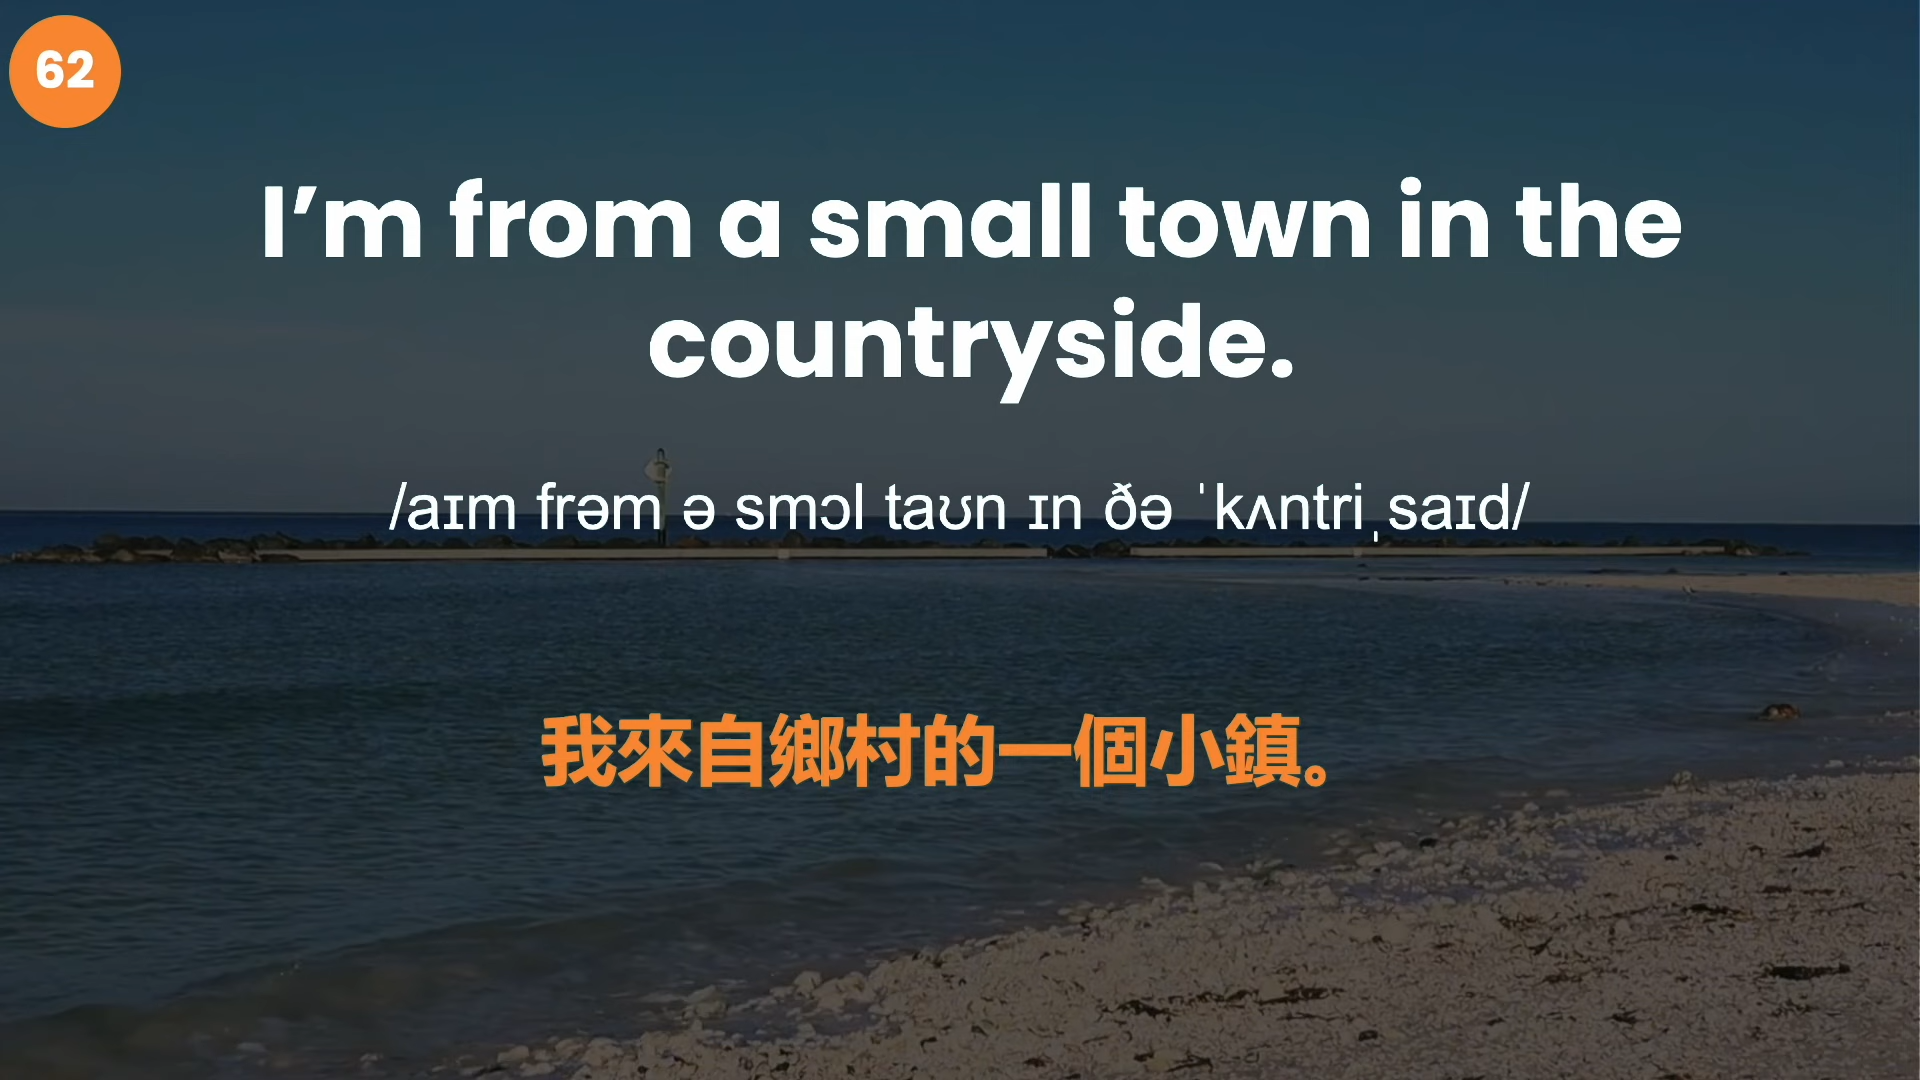 62
I’m from a small town in the
countryside.
/aɪm frəm ə smɔl taʊn ɪn ðə ˈkʌntriˌsaɪd/
我來自鄉村的一個小鎮。